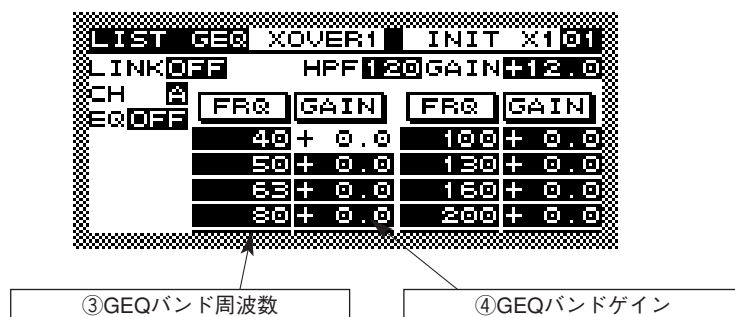 LIST GEQ XOVER1 INIT X1 01
LINK OFF HPF 120 GAIN +12.0
CH A FRQ GAIN FRQ GAIN
EQ OFF
40 + 0.0 100 + 0.0
50 + 0.0 130 + 0.0
63 + 0.0 160 + 0.0
80 + 0.0 200 + 0.0
③GEQバンド周波数 ④GEQバンドゲイン